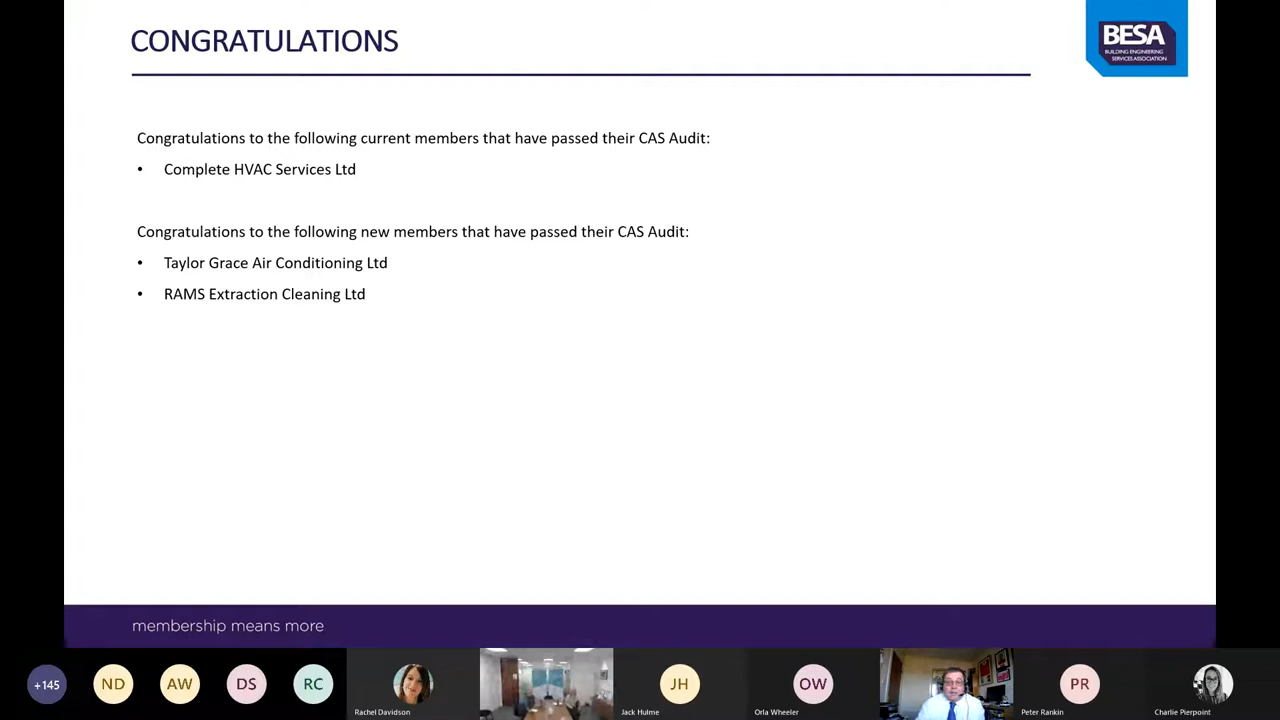 CONGRATULATIONS
BESA
BUILDING ENGINEERING
SERVICES ASSOCIATION
Congratulations to the following current members that have passed their CAS Audit:
• Complete HVAC Services Ltd
Congratulations to the following new members that have passed their CAS Audit:
• Taylor Grace Air Conditioning Ltd
• RAMS Extraction Cleaning Ltd
membership means more
+145
ND
AW
DS
RC
JH
OW
PR
Rachel Davidson
Jack Hulme
Orla Wheeler
Peter Rankin
Charlie Pierpoint